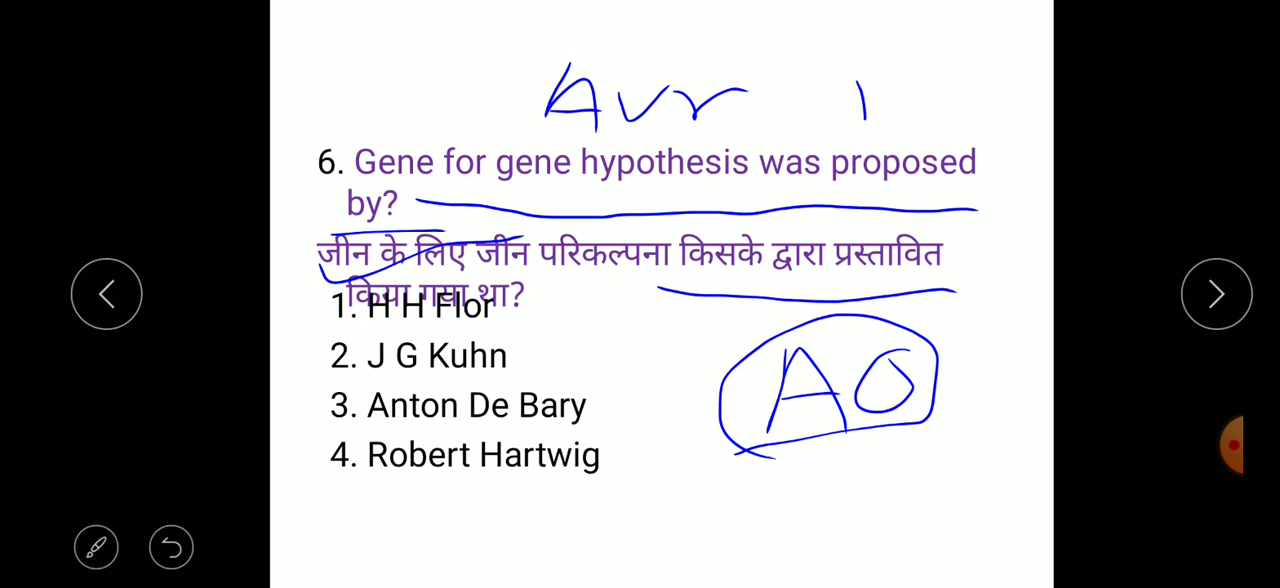 Avr
6. Gene for gene hypothesis was proposed
by?
जीन के लिए जीन परिकल्पना किसके द्वारा प्रस्तावित
किया गया था?
1. H H Flor
2. J G Kuhn
3. Anton De Bary
4. Robert Hartwig
AO